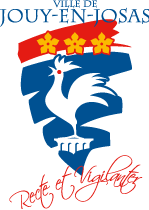 VILLE DE
JOUY-EN-JOSAS
Recte et Vigilanter